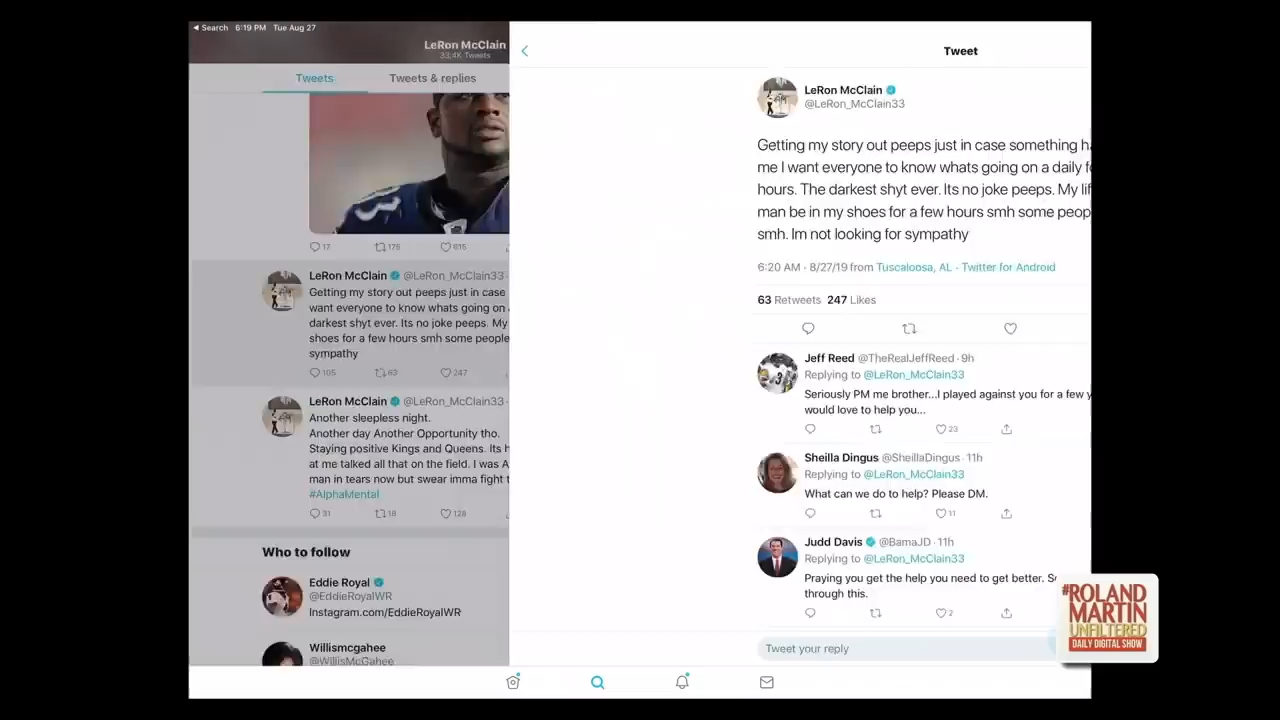 Search 6:19 PM Tue Aug 27
LeRon McClain
33.4K Tweets
Tweets Tweets & replies
17 175 615
LeRon McClain @LeRon_McClain33 ·
Getting my story out peeps just in case
want everyone to know whats going on
darkest shyt ever. Its no joke peeps. My
shoes for a few hours smh some people
sympathy
105 63 247
LeRon McClain @LeRon_McClain33 ·
Another sleepless night.
Another day Another Opportunity tho.
Staying positive Kings and Queens. Its
at me talked all that on the field. I was
man in tears now but swear imma fight
#AlphaMental
31 18 128
Who to follow
Eddie Royal
@EddieRoyalWR
Instagram.com/EddieRoyalWR
Willismcgahee
@WillisMcGahee
Tweet
LeRon McClain
@LeRon_McClain33
Getting my story out peeps just in case something
me I want everyone to know whats going on a daily
hours. The darkest shyt ever. Its no joke peeps. My
man be in my shoes for a few hours smh some
smh. Im not looking for sympathy
6:20 AM · 8/27/19 from Tuscaloosa, AL · Twitter for Android
63 Retweets 247 Likes
Jeff Reed @TheRealJeffReed · 9h
Replying to @LeRon_McClain33
Seriously PM me brother...I played against you for a few
would love to help you...
23
Sheilla Dingus @SheillaDingus · 11h
Replying to @LeRon_McClain33
What can we do to help? Please DM.
11
Judd Davis @BamaJD · 11h
Replying to @LeRon_McClain33
Praying you get the help you need to get better.
through this.
2
Tweet your reply
#ROLAND
MARTIN
UNFILTERED
DAILY DIGITAL SHOW